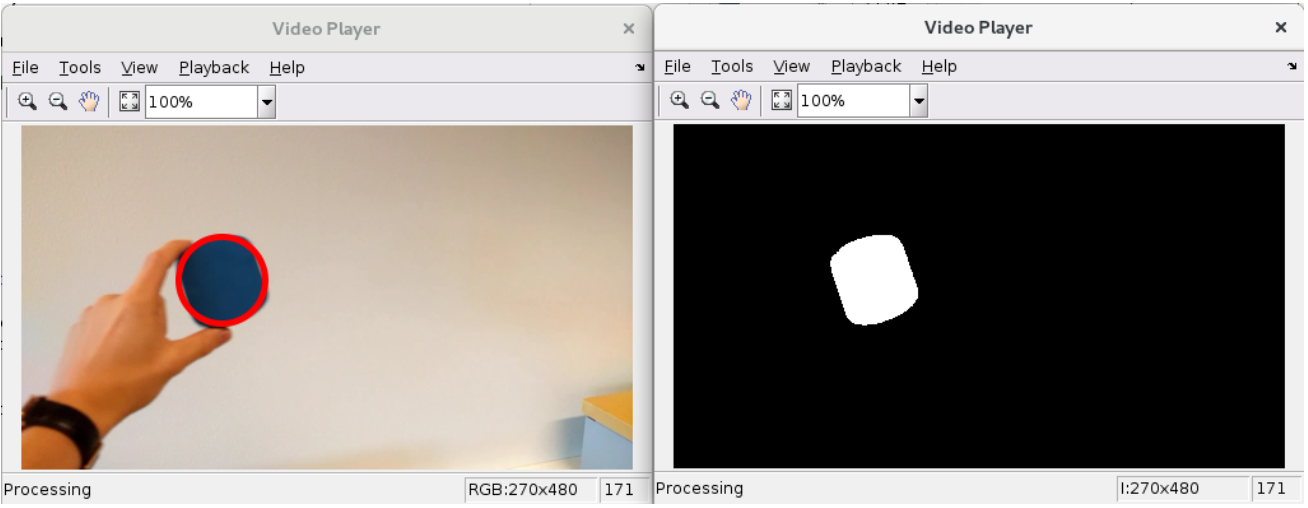 Video Player ×
File Tools View Playback Help
100%
Processing RGB:270x480 171
Video Player ×
File Tools View Playback Help
100%
Processing I:270x480 171